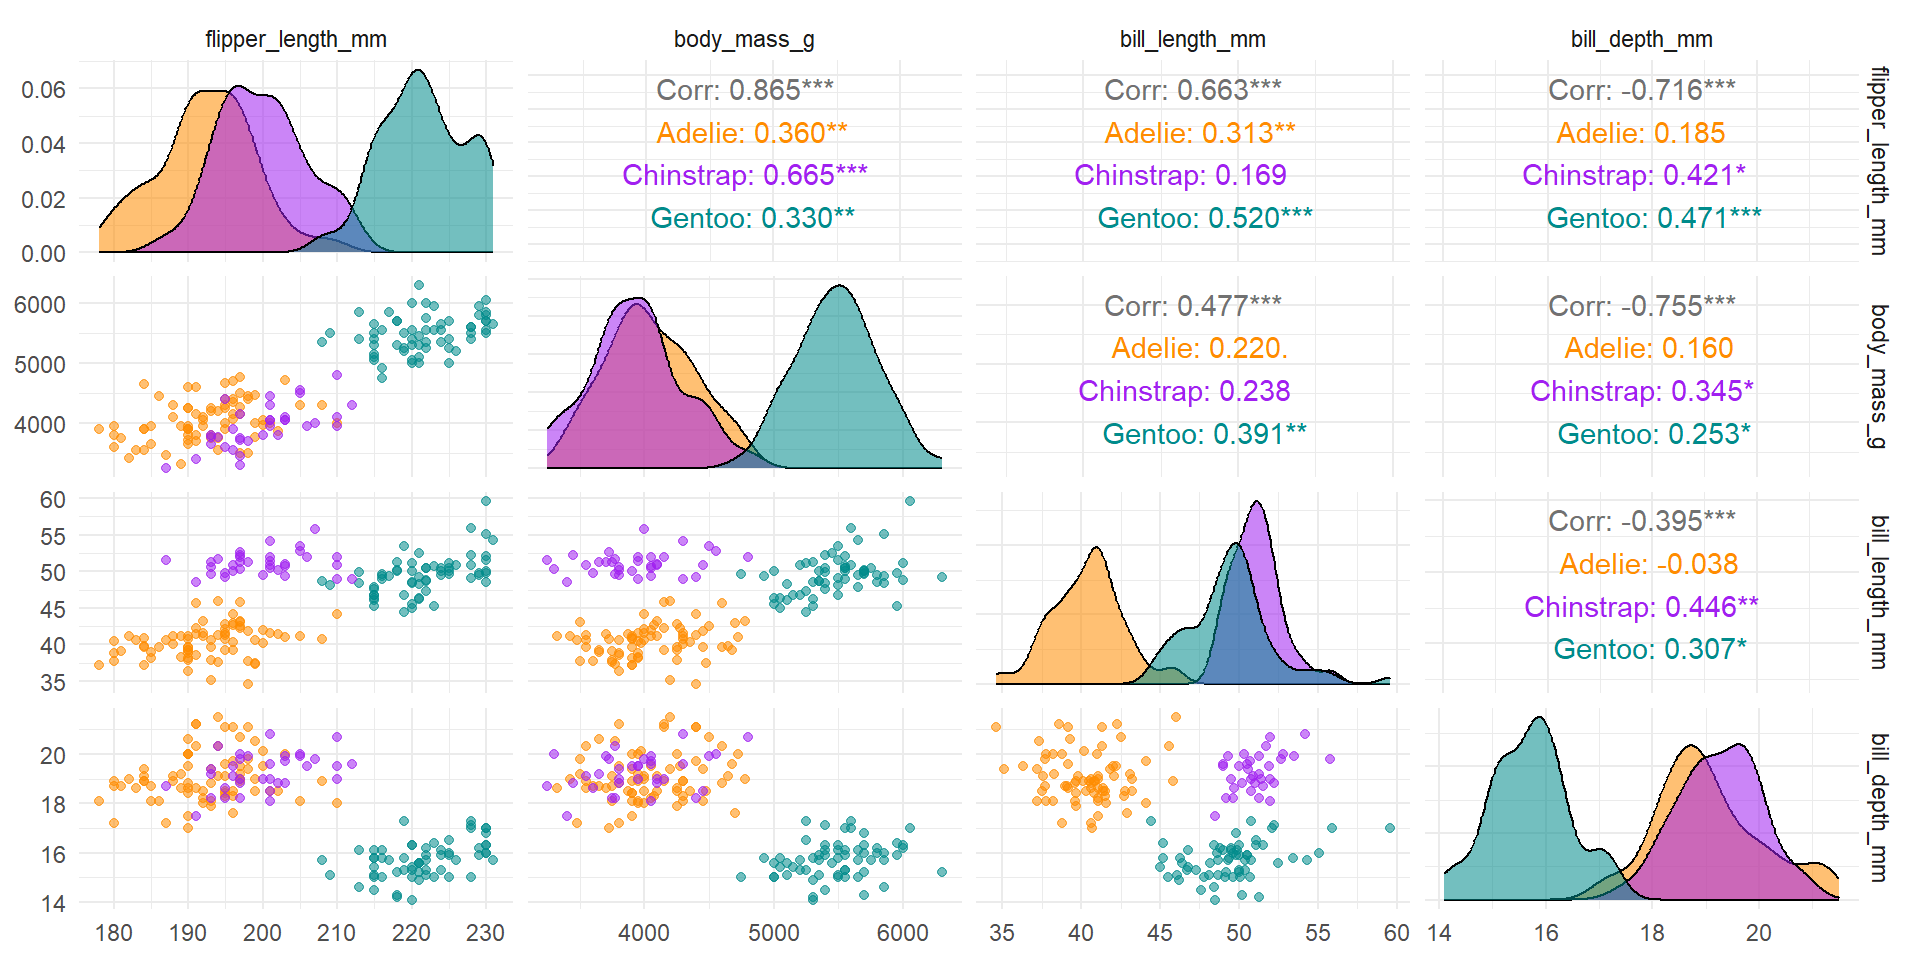 flipper_length_mm
body_mass_g
bill_length_mm
bill_depth_mm
0.06
0.04
0.02
0.00
Corr: 0.865***
Adelie: 0.360**
Chinstrap: 0.665***
Gentoo: 0.330**
Corr: 0.663***
Adelie: 0.313**
Chinstrap: 0.169
Gentoo: 0.520***
Corr: -0.716***
Adelie: 0.185
Chinstrap: 0.421*
Gentoo: 0.471***
flipper_length_mm
6000
5000
4000
Corr: 0.477***
Adelie: 0.220.
Chinstrap: 0.238
Gentoo: 0.391**
Corr: -0.755***
Adelie: 0.160
Chinstrap: 0.345*
Gentoo: 0.253*
body_mass_g
60
55
50
45
40
35
Corr: -0.395***
Adelie: -0.038
Chinstrap: 0.446**
Gentoo: 0.307*
bill_length_mm
20
18
16
14
bill_depth_mm
180 190 200 210 220 230
4000 5000 6000
35 40 45 50 55 60
14 16 18 20